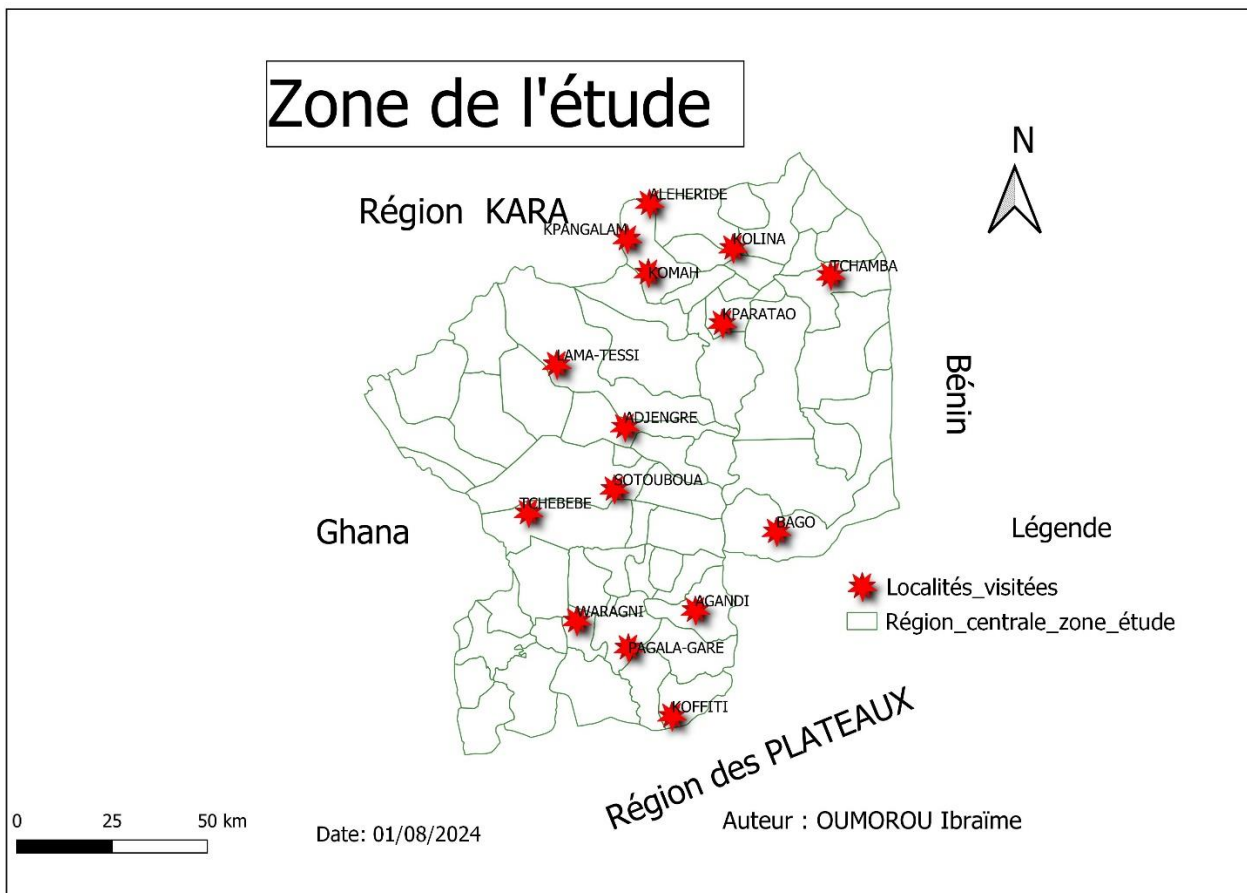 Zone de l'étude
N
Région KARA
ALEHERIDE
KPANGALAM
KOLINA
KOMAH
TCHAMBA
KPARATAO
LAMA-TESSI
Bénin
ADJENGRE
SOTOUBOUA
TCHEBEBE
Ghana
BAGO
Légende
Localités_visitées
AGANDI
WARAGNI
Région_centrale_zone_étude
PAGALA-GARE
KOFFITI
Région des PLATEAUX
0 25 50 km
Date: 01/08/2024
Auteur : OUMOROU Ibraïme